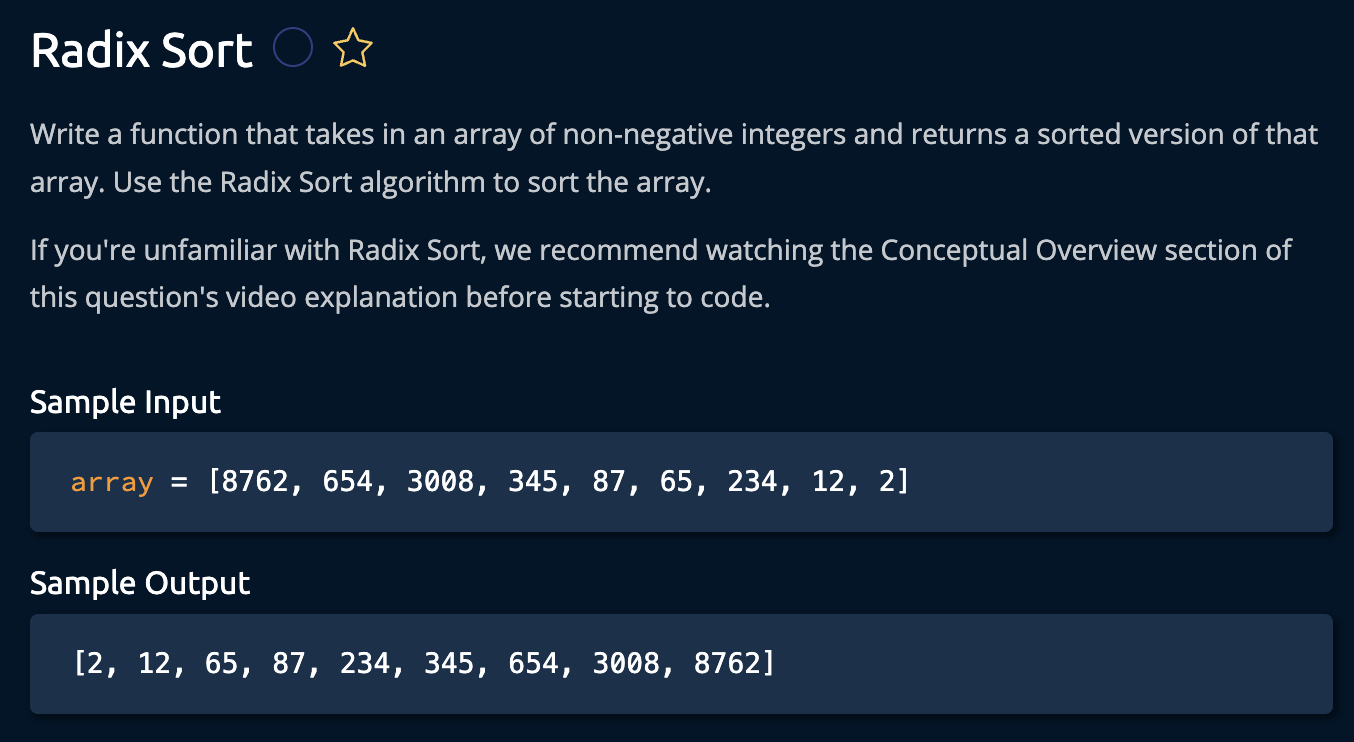 Radix Sort
Write a function that takes in an array of non-negative integers and returns a sorted version of that
array. Use the Radix Sort algorithm to sort the array.
If you're unfamiliar with Radix Sort, we recommend watching the Conceptual Overview section of
this question's video explanation before starting to code.
Sample Input
array = [8762, 654, 3008, 345, 87, 65, 234, 12, 2]
Sample Output
[2, 12, 65, 87, 234, 345, 654, 3008, 8762]